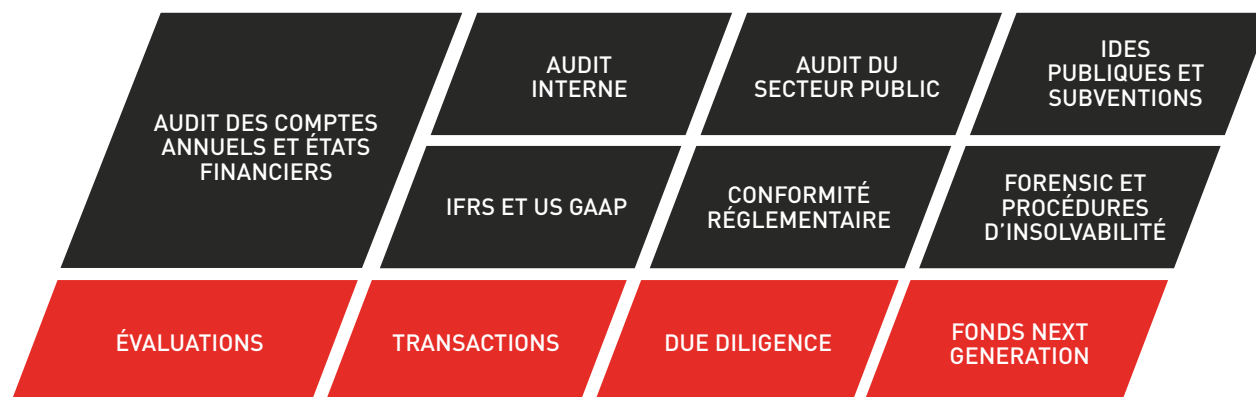 AUDIT DES COMPTES
ANNUELS ET ÉTATS
FINANCIERS
AUDIT
INTERNE
AUDIT DU
SECTEUR PUBLIC
IDES
PUBLIQUES ET
SUBVENTIONS
IFRS ET US GAAP
CONFORMITÉ
RÉGLEMENTAIRE
FORENSIC ET
PROCÉDURES
D’INSOLVABILITÉ
ÉVALUATIONS
TRANSACTIONS
DUE DILIGENCE
FONDS NEXT
GENERATION